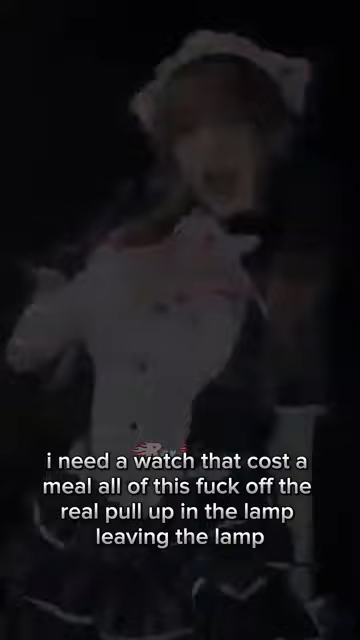 i need a watch that cost a
meal all of this fuck off the
real pull up in the lamp
leaving the lamp